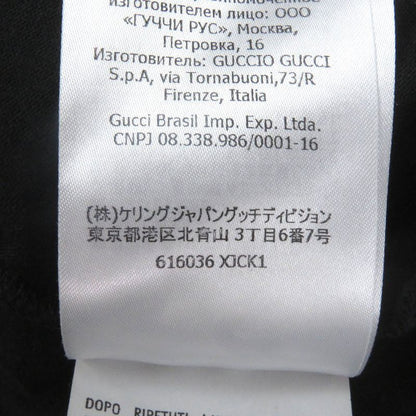 изготовителем лицо: ООО
«ГУЧЧИ РУС», Москва,
Петровка, 16
Изготовитель: GUCCIO GUCCI
S.p.A, via Tornabuoni,73/R
Firenze, Italia
Gucci Brasil Imp. Exp. Ltda.
CNPJ 08.338.986/0001-16
(株)ケリングジャパングッチディビジョン
東京都港区北青山 3丁目6番7号
616036 XJCK1
DOPO RIPETUTI